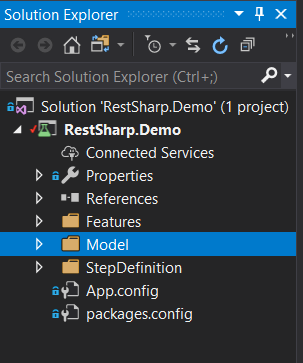 Solution Explorer
Search Solution Explorer (Ctrl+;)
Solution 'RestSharp.Demo' (1 project)
RestSharp.Demo
Connected Services
Properties
References
Features
Model
StepDefinition
App.config
packages.config